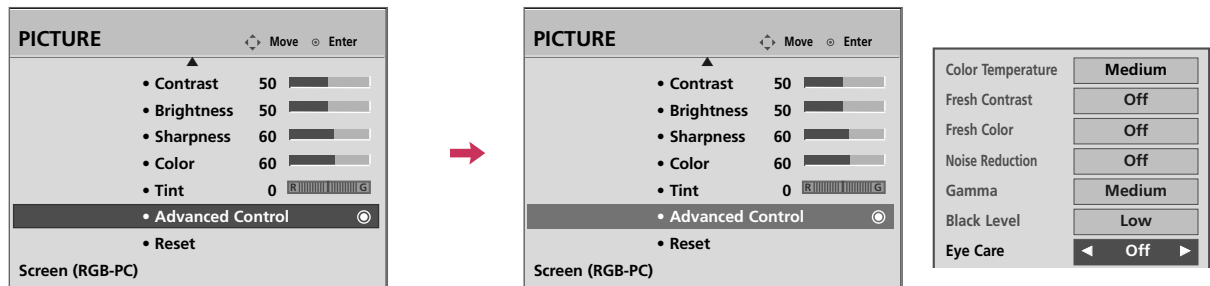 PICTURE Move Enter
• Contrast 50
• Brightness 50
• Sharpness 60
• Color 60
• Tint 0 R G
• Advanced Control
• Reset
Screen (RGB-PC)
PICTURE Move Enter
• Contrast 50
• Brightness 50
• Sharpness 60
• Color 60
• Tint 0 R G
• Advanced Control
• Reset
Screen (RGB-PC)
Color Temperature Medium
Fresh Contrast Off
Fresh Color Off
Noise Reduction Off
Gamma Medium
Black Level Low
Eye Care ◄ Off ►